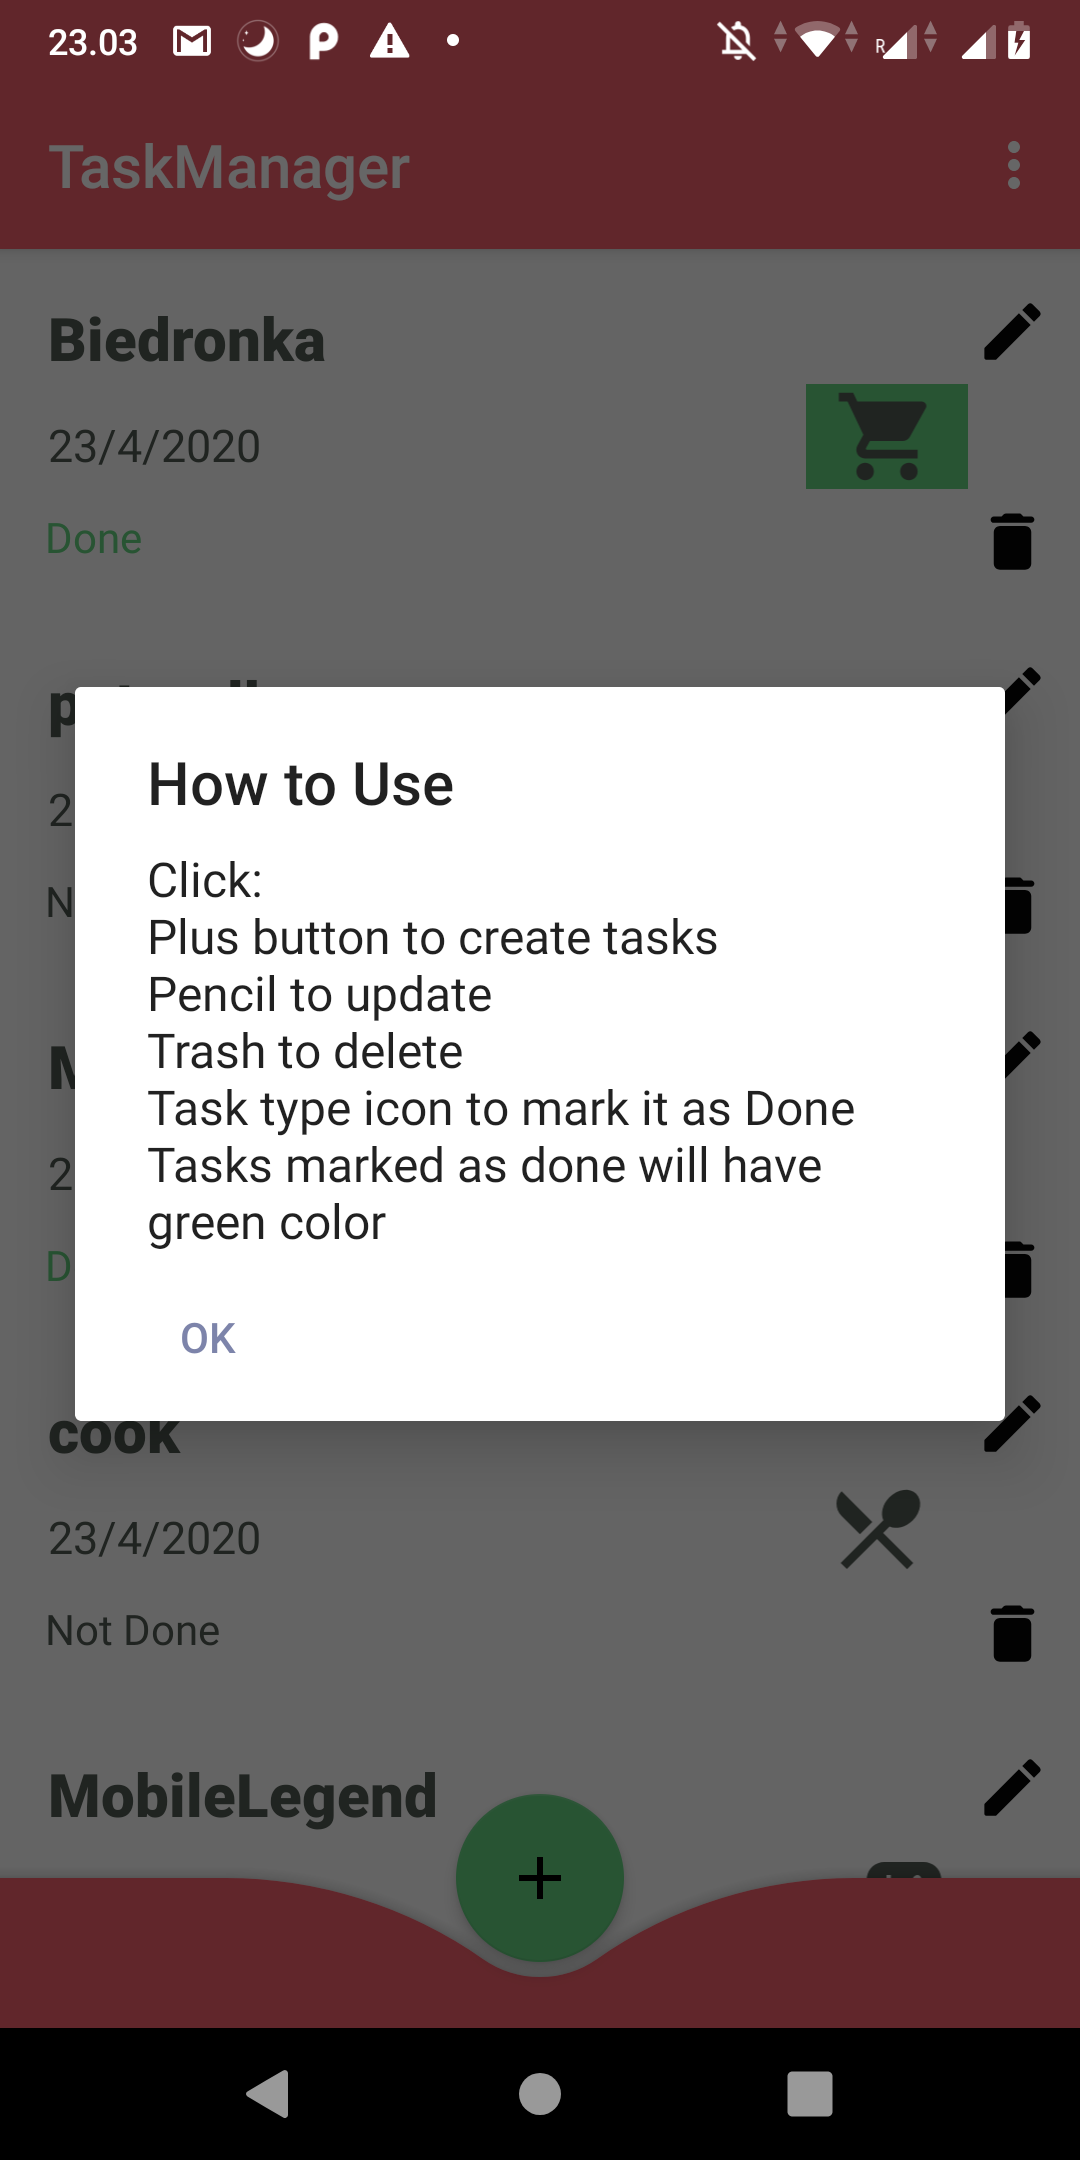 23.03
R
TaskManager
Biedronka
23/4/2020
Done
How to Use
Click:
Plus button to create tasks
Pencil to update
Trash to delete
Task type icon to mark it as Done
Tasks marked as done will have
green color
OK
cook
23/4/2020
Not Done
MobileLegend